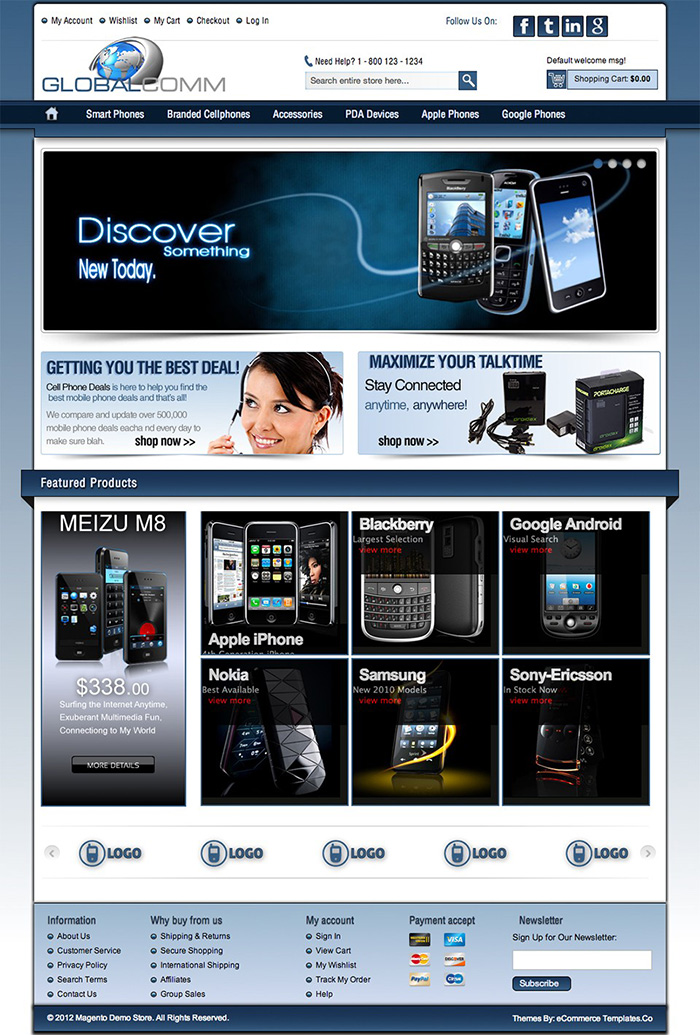 My Account Wishlist My Cart Checkout Log In
Follow Us On:
f t in g
GLOBALCOMM
Need Help? 1 - 800 123 - 1234
Search entire store here...
Default welcome msg!
Shopping Cart: $0.00
Smart Phones Branded Cellphones Accessories PDA Devices Apple Phones Google Phones
Discover
Something
New Today.
BlackBerry
GETTING YOU THE BEST DEAL!
Cell Phone Deals is here to help you find the
best mobile phone deals and that's all!
We compare and update over 500,000
mobile phone deals eacha nd every day to
make sure blah.
shop now >>
MAXIMIZE YOUR TALKTIME
Stay Connected
anytime, anywhere!
shop now >>
PORTACHARGE
Featured Products
MEIZU M8
$338.00
Surfing the Internet Anytime,
Exuberant Multimedia Fun,
Connectiong to My World
MORE DETAILS
Apple iPhone
4th Generation iPhone
Blackberry
Largest Selection
view more
Google Android
Visual Search
view more
Nokia
Best Available
view more
Samsung
New 2010 Models
view more
Sony-Ericsson
In Stock Now
view more
LOGO LOGO LOGO LOGO LOGO
Information
About Us
Customer Service
Privacy Policy
Search Terms
Contact Us
Why buy from us
Shipping & Returns
Secure Shopping
International Shipping
Affiliates
Group Sales
My account
Sign In
View Cart
My Wishlist
Track My Order
Help
Payment accept
VISA
DISCOVER
PayPal
Newsletter
Sign Up for Our Newsletter:
Subscribe
© 2012 Magento Demo Store. All Rights Reserved.
Themes By: eCommerce Templates.Co